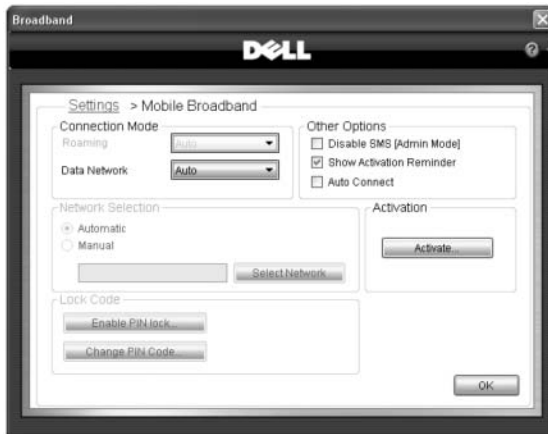 Broadband
DELL
Settings > Mobile Broadband
Connection Mode
Roaming Auto
Data Network Auto
Other Options
Disable SMS [Admin Mode]
Show Activation Reminder
Auto Connect
Network Selection
Automatic
Manual
Select Network
Activation
Activate...
Lock Code
Enable PIN lock...
Change PIN Code...
OK